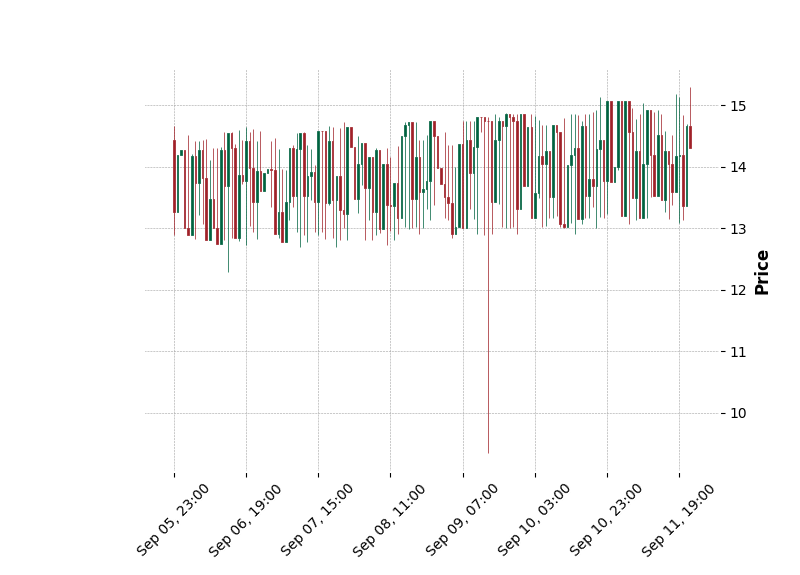 15
14
13
12
11
10
Price
Sep 05, 23:00
Sep 06, 19:00
Sep 07, 15:00
Sep 08, 11:00
Sep 09, 07:00
Sep 10, 03:00
Sep 10, 23:00
Sep 11, 19:00